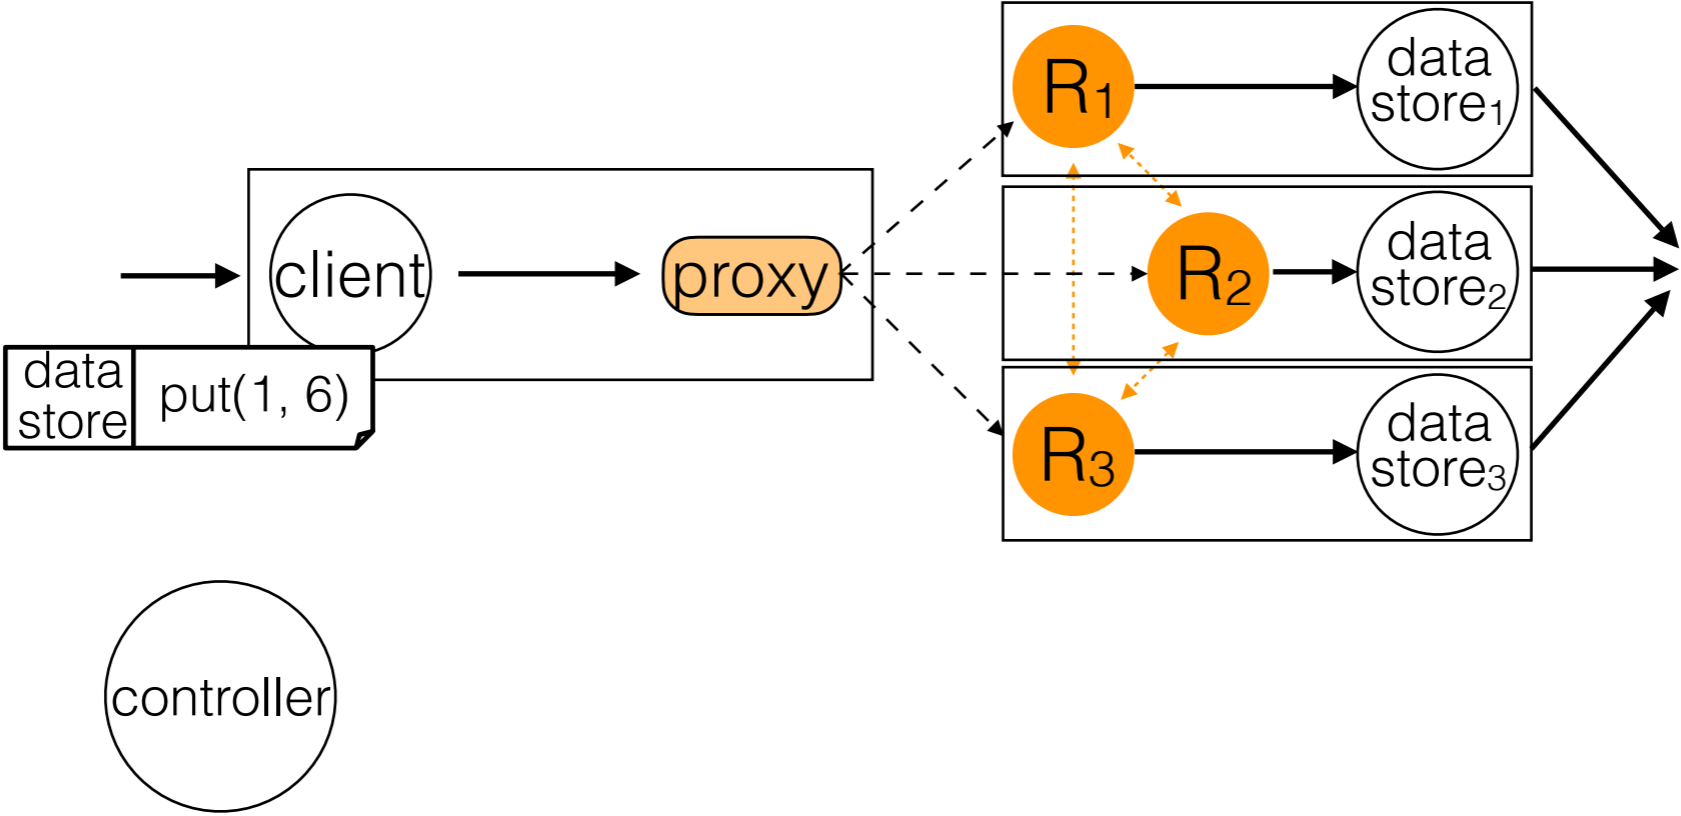 R1
data
store1
client
proxy
R2
data
store2
data
store
put(1, 6)
R3
data
store3
controller